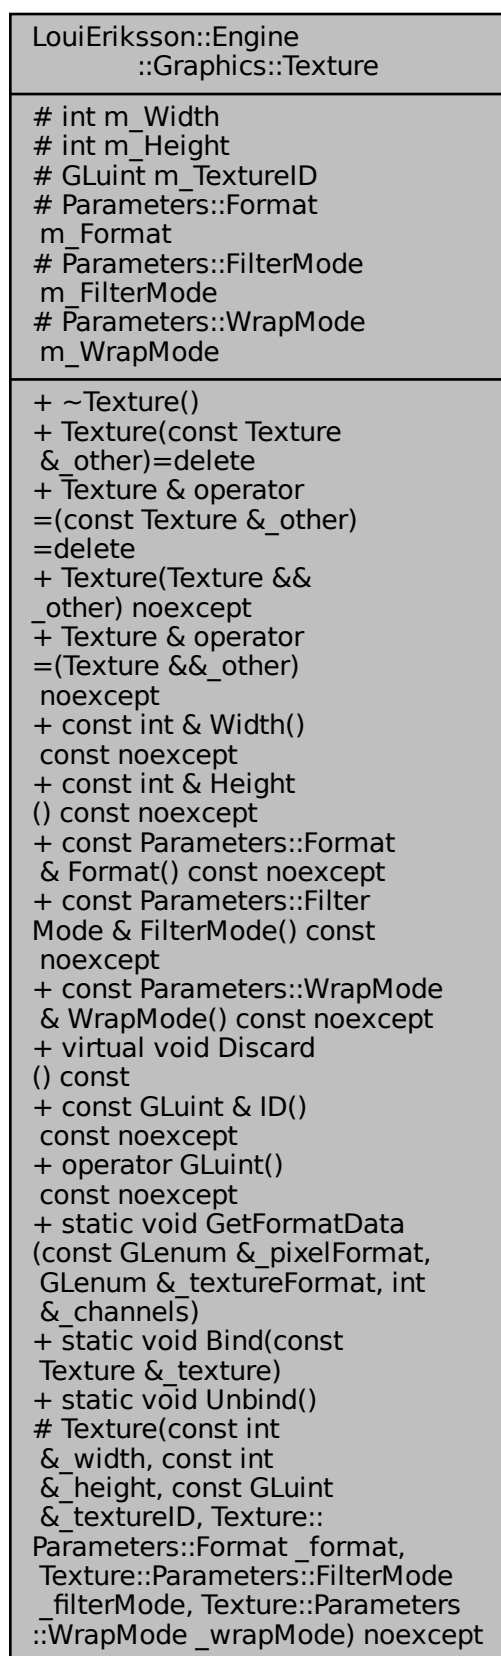 LouiEriksson::Engine
::Graphics::Texture
# int m_Width
# int m_Height
# GLuint m_TextureID
# Parameters::Format
m_Format
# Parameters::FilterMode
m_FilterMode
# Parameters::WrapMode
m_WrapMode
+ ~Texture()
+ Texture(const Texture
&_other)=delete
+ Texture & operator
=(const Texture &_other)
=delete
+ Texture(Texture &&
_other) noexcept
+ Texture & operator
=(Texture &&_other)
noexcept
+ const int & Width()
const noexcept
+ const int & Height
() const noexcept
+ const Parameters::Format
& Format() const noexcept
+ const Parameters::Filter
Mode & FilterMode() const
noexcept
+ const Parameters::WrapMode
& WrapMode() const noexcept
+ virtual void Discard
() const
+ const GLuint & ID()
const noexcept
+ operator GLuint()
const noexcept
+ static void GetFormatData
(const GLenum &_pixelFormat,
GLenum &_textureFormat, int
&_channels)
+ static void Bind(const
Texture &_texture)
+ static void Unbind()
# Texture(const int
&_width, const int
&_height, const GLuint
&_textureID, Texture::
Parameters::Format _format,
Texture::Parameters::FilterMode
_filterMode, Texture::Parameters
::WrapMode _wrapMode) noexcept